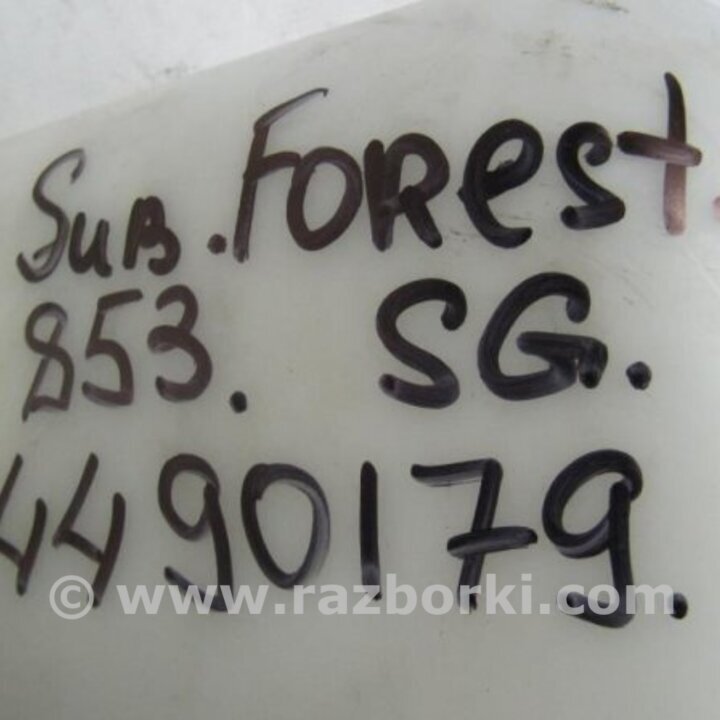 SuB. FORest.
853. SG.
4490179.
© www.razborki.com